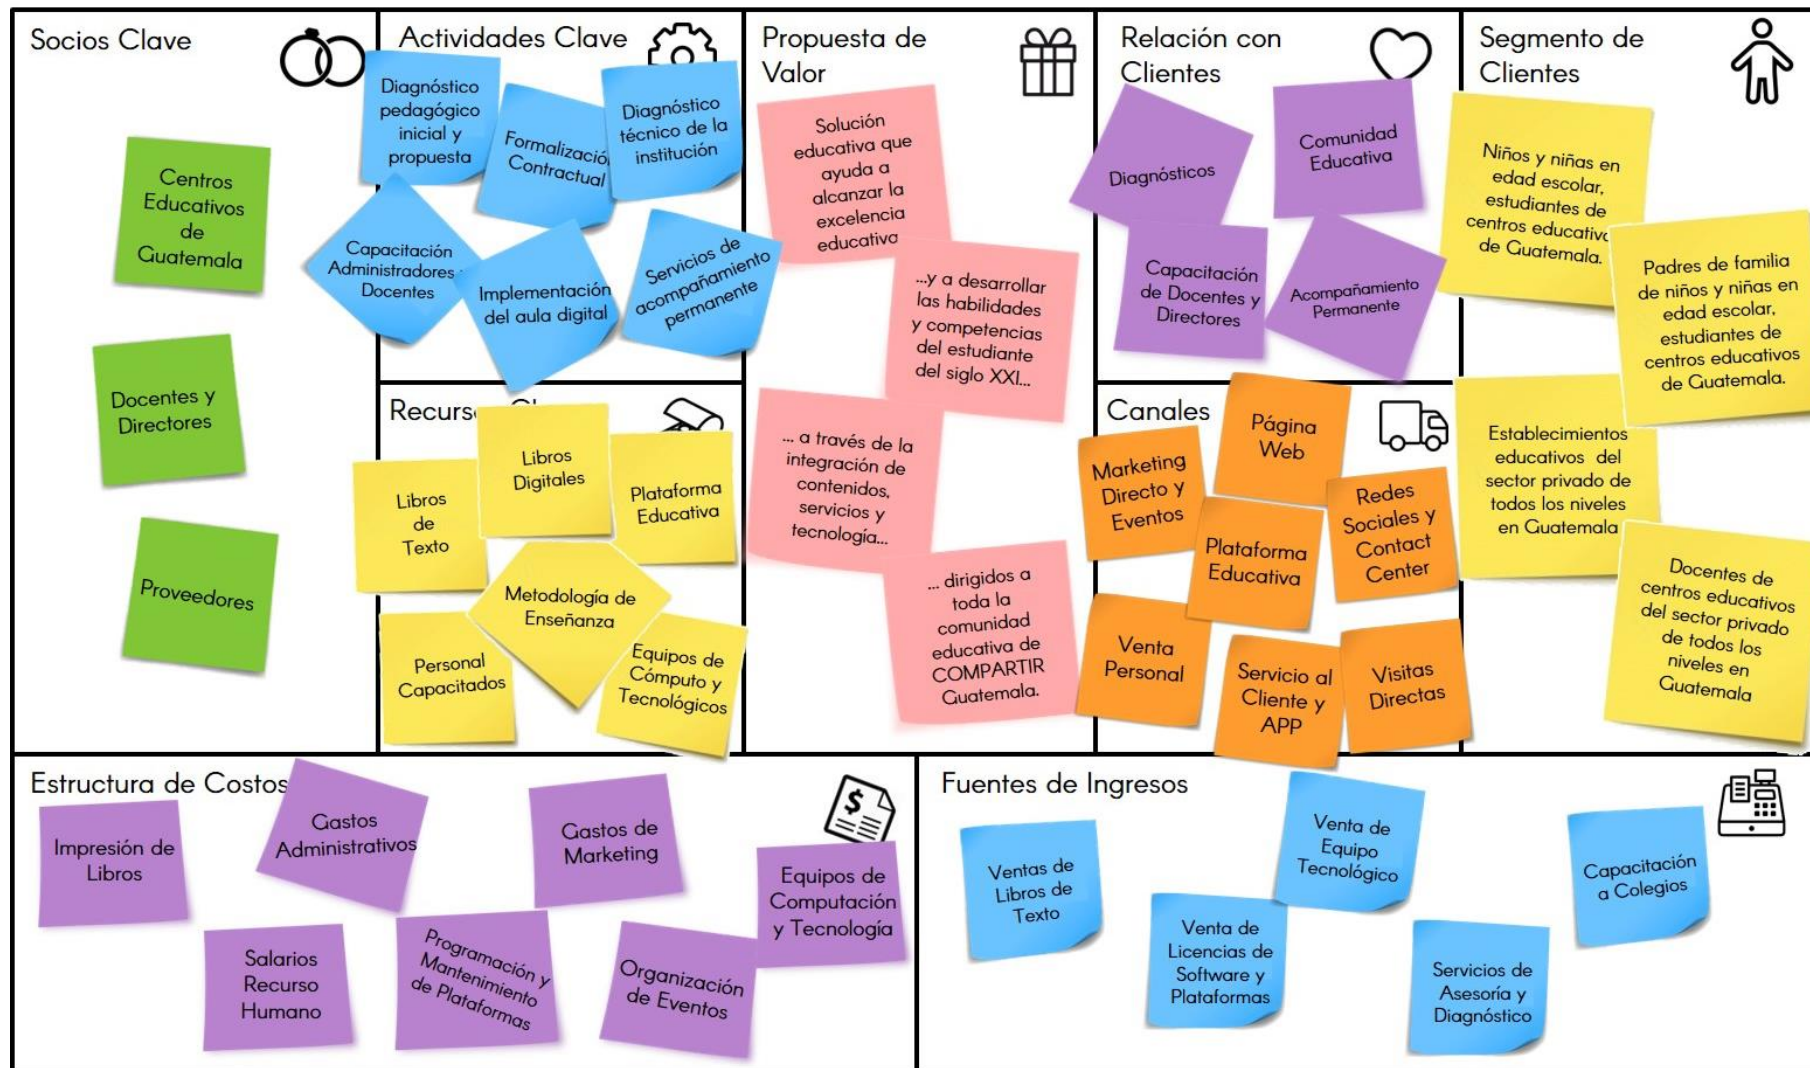 Socios Clave
Centros
Educativos
de
Guatemala
Docentes y
Directores
Proveedores
Actividades Clave
Diagnóstico
pedagógico
inicial y
propuesta
Formalización
Contractual
Diagnóstico
técnico de la
institución
Capacitación
Administradores
Docentes
Implementación
del aula digital
Servicios de
acompañamiento
permanente
Libros
de
Texto
Libros
Digitales
Plataforma
Educativa
Metodología de
Enseñanza
Personal
Capacitados
Equipos de
Cómputo y
Tecnológicos
Propuesta de
Valor
Solución
educativa que
ayuda a
alcanzar la
excelencia
educativa
...y a desarrollar
las habilidades
y competencias
del estudiante
del siglo XXI...
... a través de la
integración de
contenidos,
servicios y
tecnología...
... dirigidos a
toda la
comunidad
educativa de
COMPARTIR
Guatemala.
Relación con
Clientes
Diagnósticos
Comunidad
Educativa
Capacitación
de Docentes y
Directores
Acompañamiento
Permanente
Canales
Marketing
Directo y
Eventos
Página
Web
Redes
Sociales y
Contact
Center
Plataforma
Educativa
Venta
Personal
Servicio al
Cliente y
APP
Visitas
Directas
Segmento de
Clientes
Niños y niñas en
edad escolar,
estudiantes de
centros educativo
de Guatemala.
Padres de familia
de niños y niñas en
edad escolar,
estudiantes de
centros educativos
de Guatemala.
Establecimientos
educativos del
sector privado de
todos los niveles
en Guatemala
Docentes de
centros educativos
del sector privado
de todos los
niveles en
Guatemala
Estructura de Costos
Impresión de
Libros
Gastos
Administrativos
Gastos de
Marketing
Equipos de
Computación
y Tecnología
Salarios
Recurso
Humano
Programación y
Mantenimiento
de Plataformas
Organización
de Eventos
Fuentes de Ingresos
Ventas de
Libros de
Texto
Venta de
Equipo
Tecnológico
Capacitación
a Colegios
Venta de
Licencias de
Software y
Plataformas
Servicios de
Asesoría y
Diagnóstico